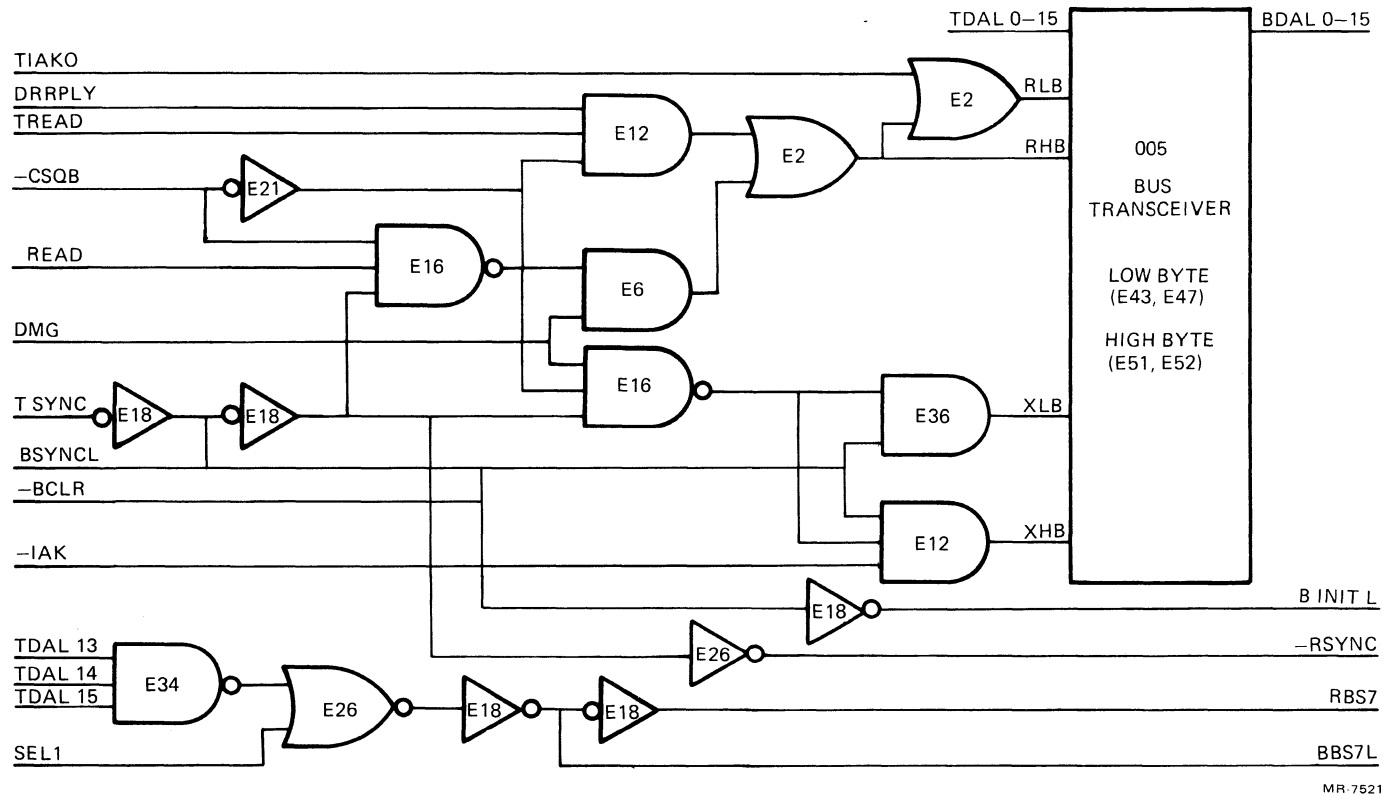 TDAL 0–15
BDAL 0–15
TIAKO
DRRPLY
TREAD
–CSQB
READ
DMG
T SYNC
BSYNCL
–BCLR
–IAK
TDAL 13
TDAL 14
TDAL 15
SEL1
E21
E16
E18
E18
E12
E6
E16
E2
E2
E36
E12
E18
E26
E34
E26
E18
E18
RLB
RHB
XLB
XHB
005
BUS
TRANSCEIVER
LOW BYTE
(E43, E47)
HIGH BYTE
(E51, E52)
B INIT L
–RSYNC
RBS7
BBS7L
MR-7521